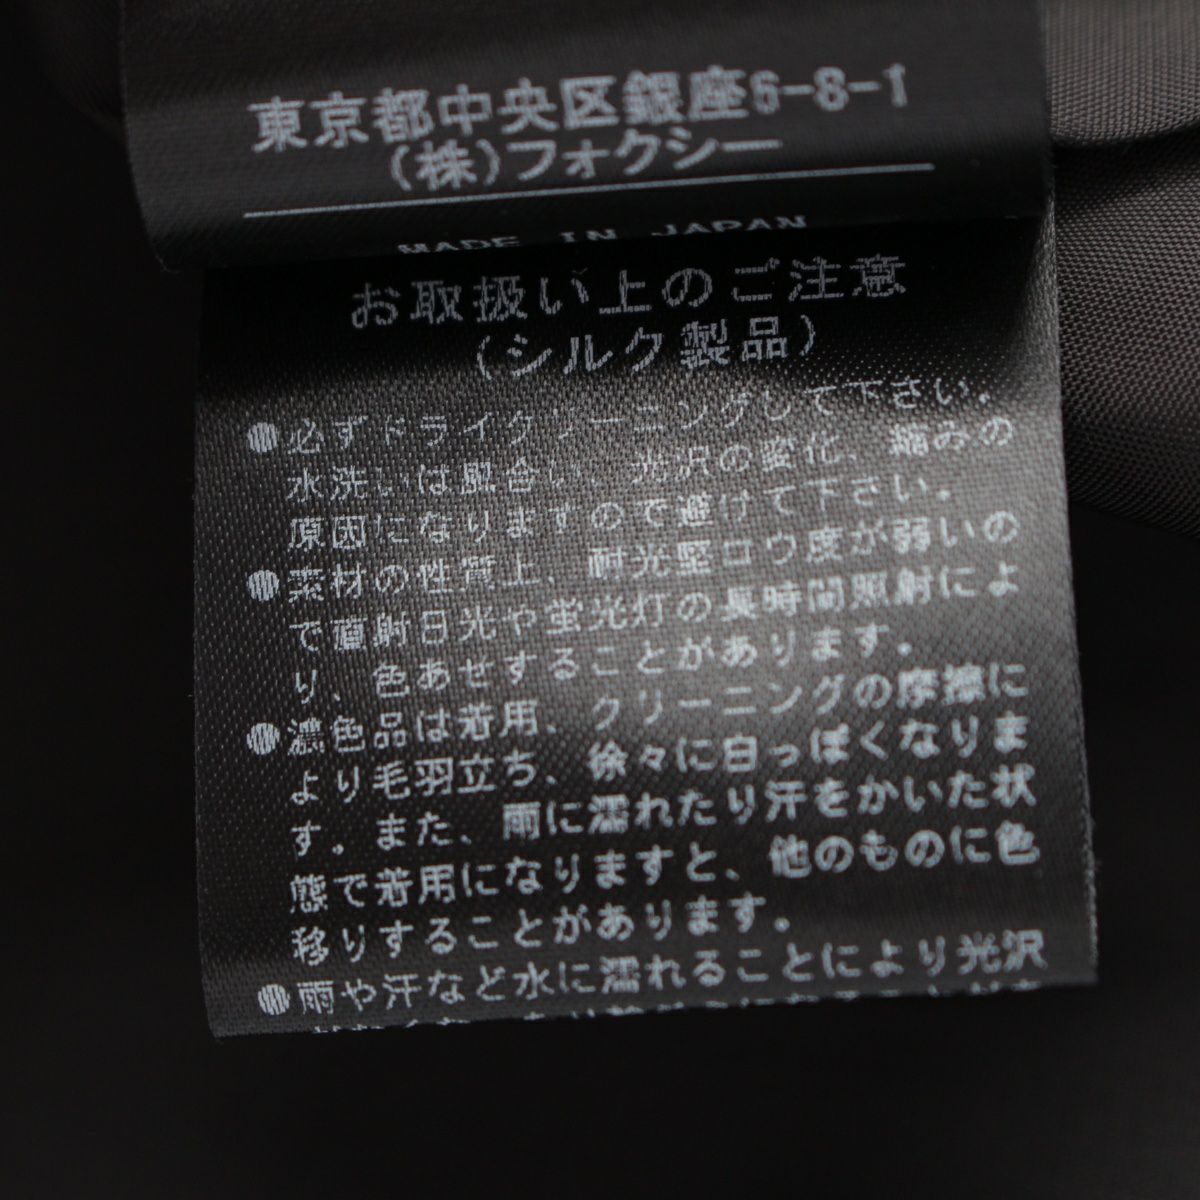 東京都中央区銀座6-8-1
(株)フォクシー
MADE IN JAPAN
お取扱い上のご注意
(シルク製品)
●必ずドライクリーニングして下さい。
水洗いは風合い、光沢の変化、縮みの
原因になりますので避けて下さい。
●素材の性質上、耐光堅ロウ度が弱いの
で直射日光や蛍光灯の長時間照射によ
り、色あせすることがあります。
●濃色品は着用、クリーニングの摩擦に
より毛羽立ち、徐々に白っぽくなりま
す。また、雨に濡れたり汗をかいた状
態で着用になりますと、他のものに色
移りすることがあります。
●雨や汗など水に濡れることにより光沢